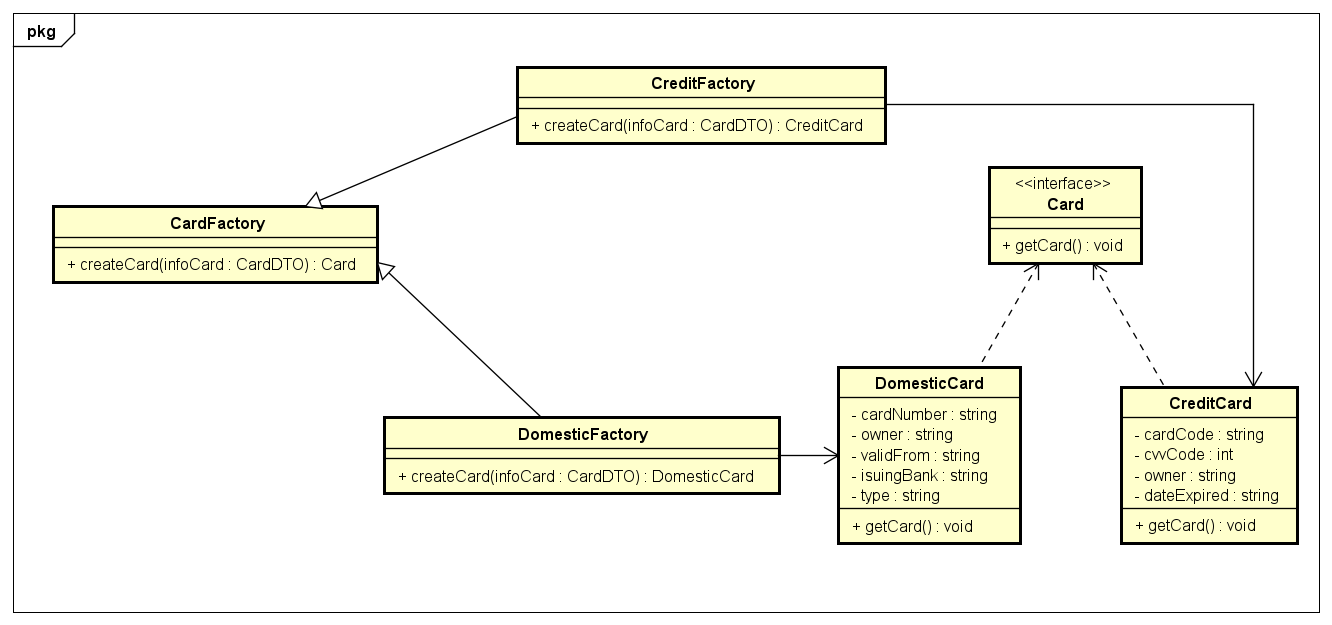 pkg
CreditFactory
+ createCard(infoCard : CardDTO) : CreditCard
<<interface>>
Card
+ getCard() : void
CardFactory
+ createCard(infoCard : CardDTO) : Card
DomesticFactory
+ createCard(infoCard : CardDTO) : DomesticCard
DomesticCard
- cardNumber : string
- owner : string
- validFrom : string
- isuingBank : string
- type : string
+ getCard() : void
CreditCard
- cardCode : string
- cvvCode : int
- owner : string
- dateExpired : string
+ getCard() : void